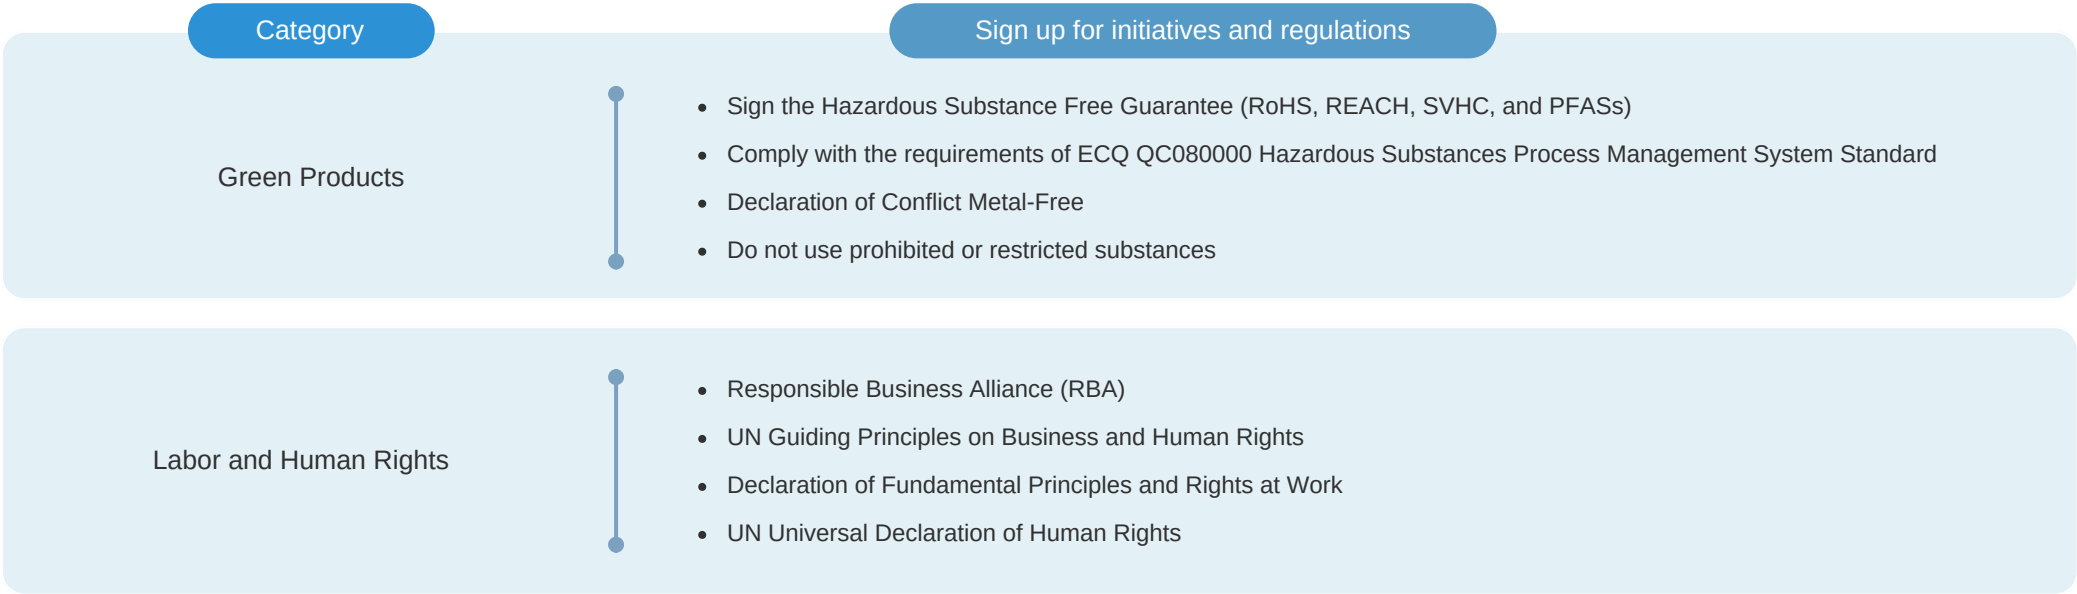 Category
Sign up for initiatives and regulations
Green Products
• Sign the Hazardous Substance Free Guarantee (RoHS, REACH, SVHC, and PFASs)
• Comply with the requirements of ECQ QC080000 Hazardous Substances Process Management System Standard
• Declaration of Conflict Metal-Free
• Do not use prohibited or restricted substances
Labor and Human Rights
• Responsible Business Alliance (RBA)
• UN Guiding Principles on Business and Human Rights
• Declaration of Fundamental Principles and Rights at Work
• UN Universal Declaration of Human Rights